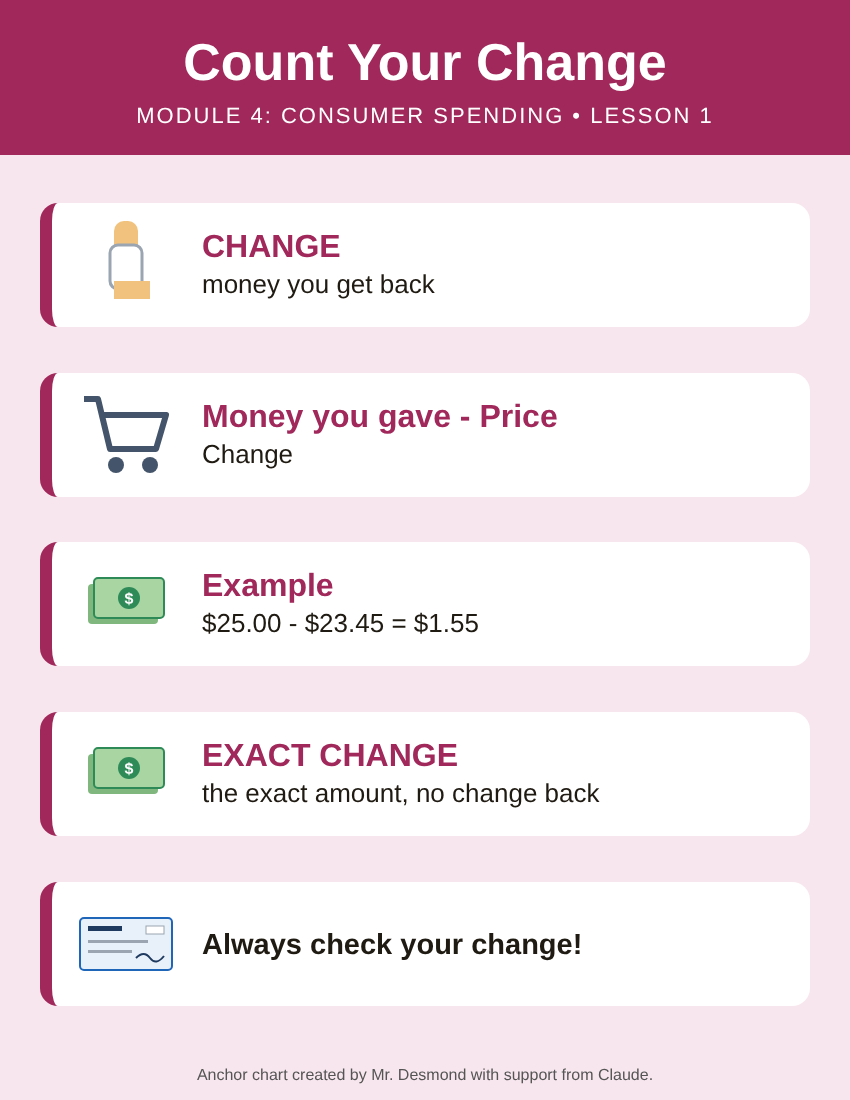 Count Your Change
MODULE 4: CONSUMER SPENDING • LESSON 1
CHANGE
money you get back
Money you gave - Price
Change
$
Example
$25.00 - $23.45 = $1.55
$
EXACT CHANGE
the exact amount, no change back
Always check your change!
Anchor chart created by Mr. Desmond with support from Claude.